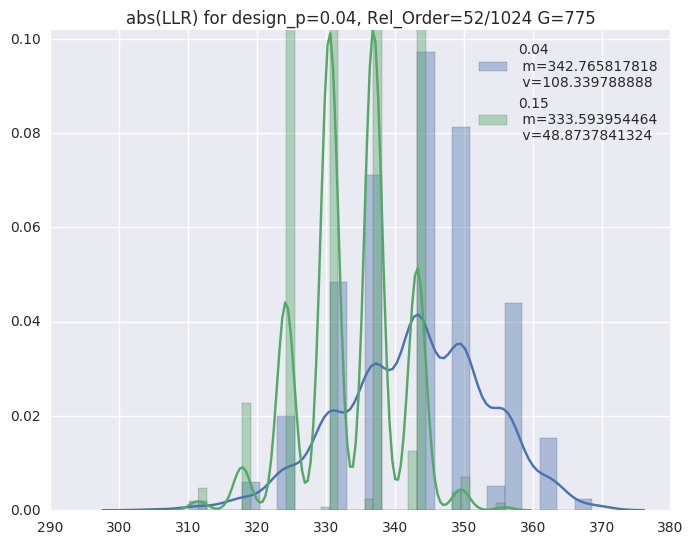 abs(LLR) for design_p=0.04, Rel_Order=52/1024 G=775
0.04
m=342.765817818
v=108.339788888
0.15
m=333.593954464
v=48.8737841324
0.10
0.08
0.06
0.04
0.02
0.00
290 300 310 320 330 340 350 360 370 380